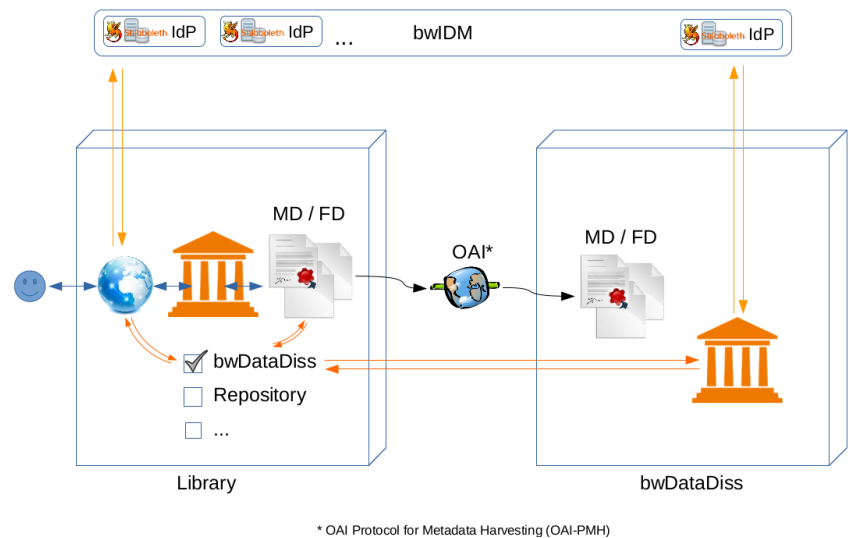 Shibboleth. IdP
Shibboleth. IdP
...
bwIDM
Shibboleth. IdP
MD / FD
OAI*
MD / FD
bwDataDiss
Repository
...
Library
bwDataDiss
* OAI Protocol for Metadata Harvesting (OAI-PMH)